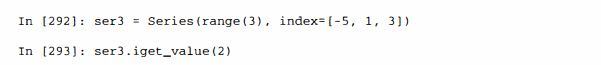 In [292]: ser3 = Series(range(3), index=[-5, 1, 3])
In [293]: ser3.iget_value(2)